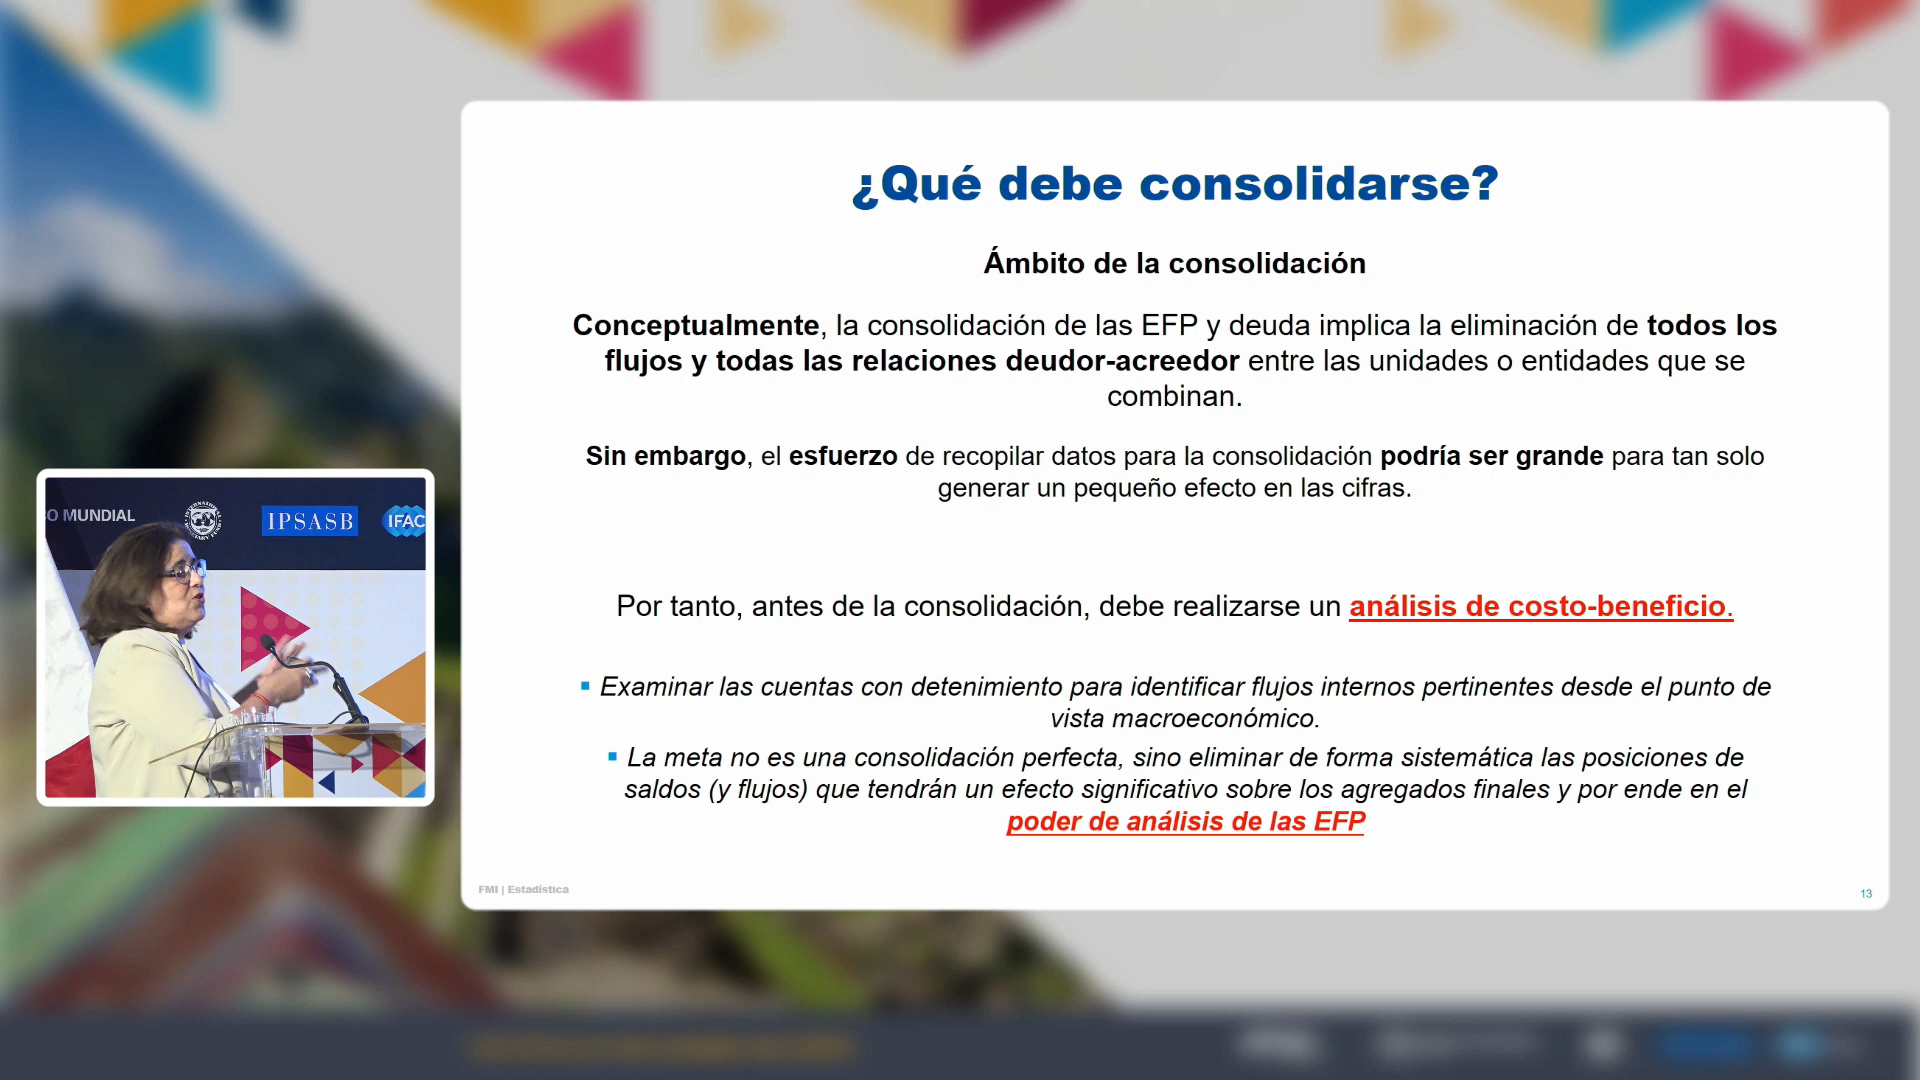 ¿Qué debe consolidarse?
Ámbito de la consolidación
Conceptualmente, la consolidación de las EFP y deuda implica la eliminación de todos los
flujos y todas las relaciones deudor-acreedor entre las unidades o entidades que se
combinan.
Sin embargo, el esfuerzo de recopilar datos para la consolidación podría ser grande para tan solo
generar un pequeño efecto en las cifras.
Por tanto, antes de la consolidación, debe realizarse un análisis de costo-beneficio.
▪ Examinar las cuentas con detenimiento para identificar flujos internos pertinentes desde el punto de
vista macroeconómico.
▪ La meta no es una consolidación perfecta, sino eliminar de forma sistemática las posiciones de
saldos (y flujos) que tendrán un efecto significativo sobre los agregados finales y por ende en el
poder de análisis de las EFP
FMI | Estadística
13
O MUNDIAL
IPSASB
IFAC